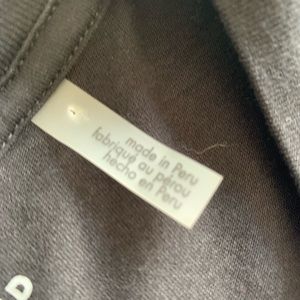 made in Peru
fabriqué au pérou
hecho en Peru
D